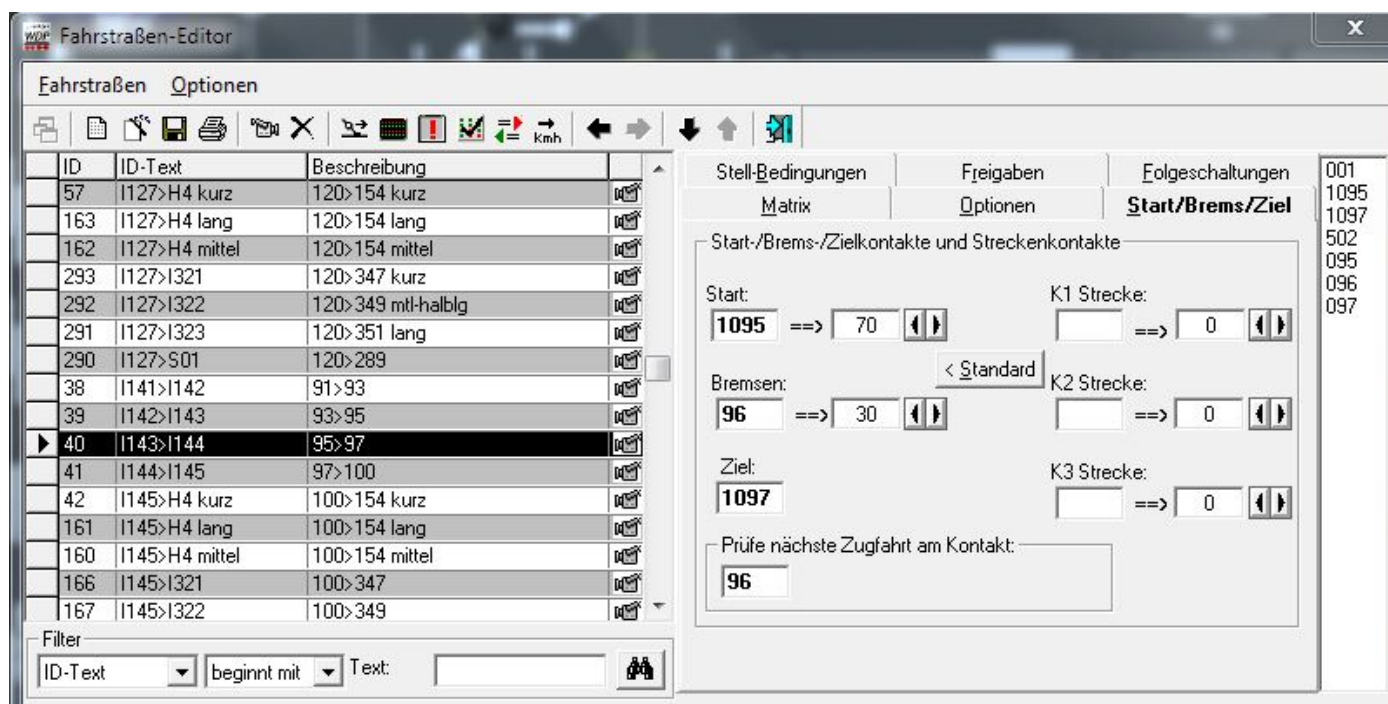 WDP Fahrstraßen-Editor X
Fahrstraßen Optionen
kmh
ID ID-Text Beschreibung
57 I127>H4 kurz 120>154 kurz
163 I127>H4 lang 120>154 lang
162 I127>H4 mittel 120>154 mittel
293 I127>I321 120>347 kurz
292 I127>I322 120>349 mtl-halblg
291 I127>I323 120>351 lang
290 I127>S01 120>289
38 I141>I142 91>93
39 I142>I143 93>95
40 I143>I144 95>97
41 I144>I145 97>100
42 I145>H4 kurz 100>154 kurz
161 I145>H4 lang 100>154 lang
160 I145>H4 mittel 100>154 mittel
166 I145>I321 100>347
167 I145>I322 100>349
Filter
ID-Text beginnt mit Text:
Stell-Bedingungen Freigaben Folgeschaltungen
Matrix Optionen Start/Brems/Ziel
Start-/Brems-/Zielkontakte und Streckenkontakte
Start: K1 Strecke:
1095 ==> 70 ==> 0
< Standard
Bremsen: K2 Strecke:
96 ==> 30 ==> 0
Ziel: K3 Strecke:
1097 ==> 0
Prüfe nächste Zugfahrt am Kontakt:
96
001
1095
1097
502
095
096
097